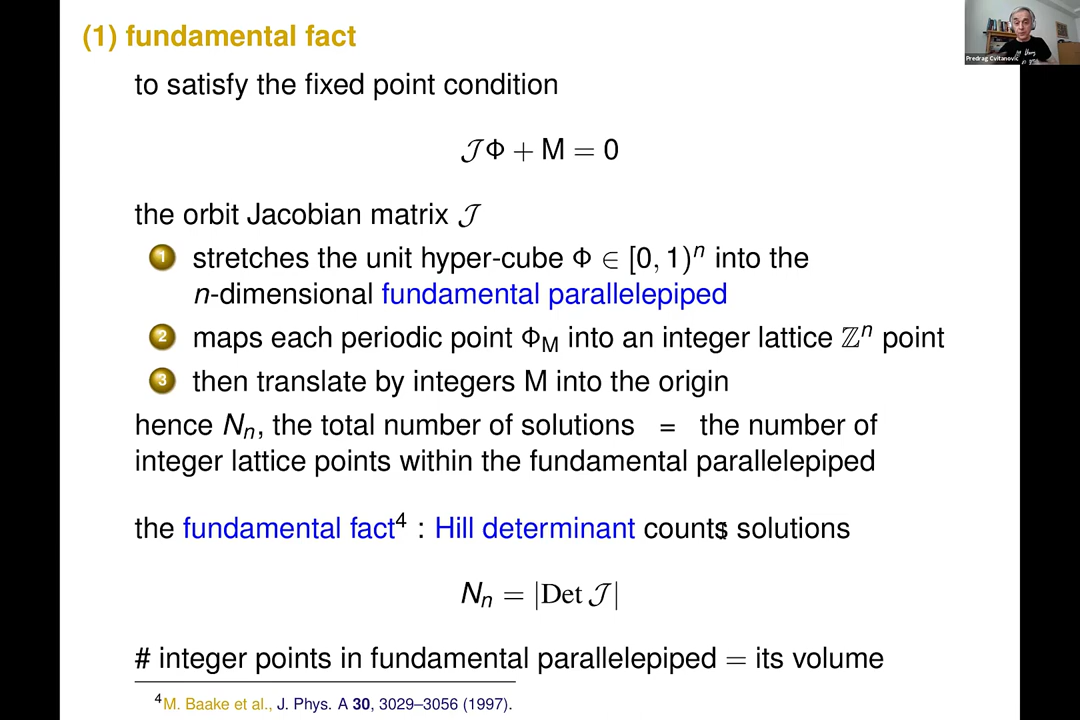 (1) fundamental fact
Predrag Cvitanovic
to satisfy the fixed point condition
𝒥Φ + M = 0
the orbit Jacobian matrix 𝒥
1 stretches the unit hyper-cube Φ ∈ [0, 1)ⁿ into the
n-dimensional fundamental parallelepiped
2 maps each periodic point Φ_M into an integer lattice ℤⁿ point
3 then translate by integers M into the origin
hence Nₙ, the total number of solutions = the number of
integer lattice points within the fundamental parallelepiped
the fundamental fact⁴ : Hill determinant counts solutions
Nₙ = |Det 𝒥|
# integer points in fundamental parallelepiped = its volume
⁴M. Baake et al., J. Phys. A 30, 3029–3056 (1997).